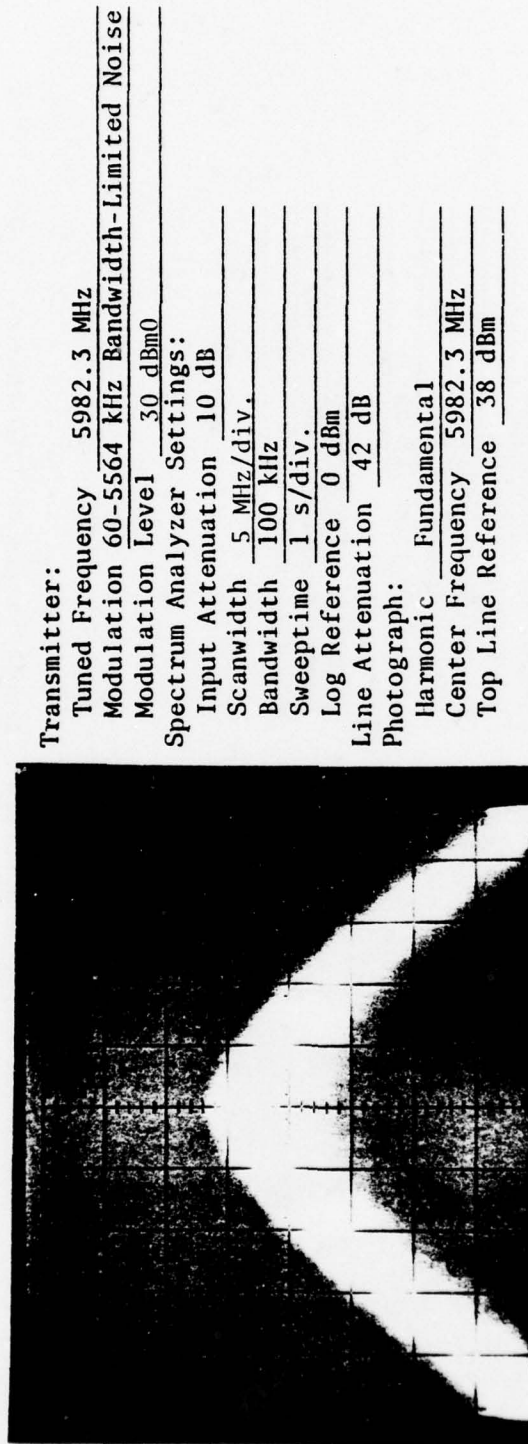 Transmitter:
Tuned Frequency 5982.3 MHz
Modulation 60-5564 kHz Bandwidth-Limited Noise
Modulation Level 30 dBm0
Spectrum Analyzer Settings:
Input Attenuation 10 dB
Scanwidth 5 MHz/div.
Bandwidth 100 kHz
Sweeptime 1 s/div.
Log Reference 0 dBm
Line Attenuation 42 dB
Photograph:
Harmonic Fundamental
Center Frequency 5982.3 MHz
Top Line Reference 38 dBm